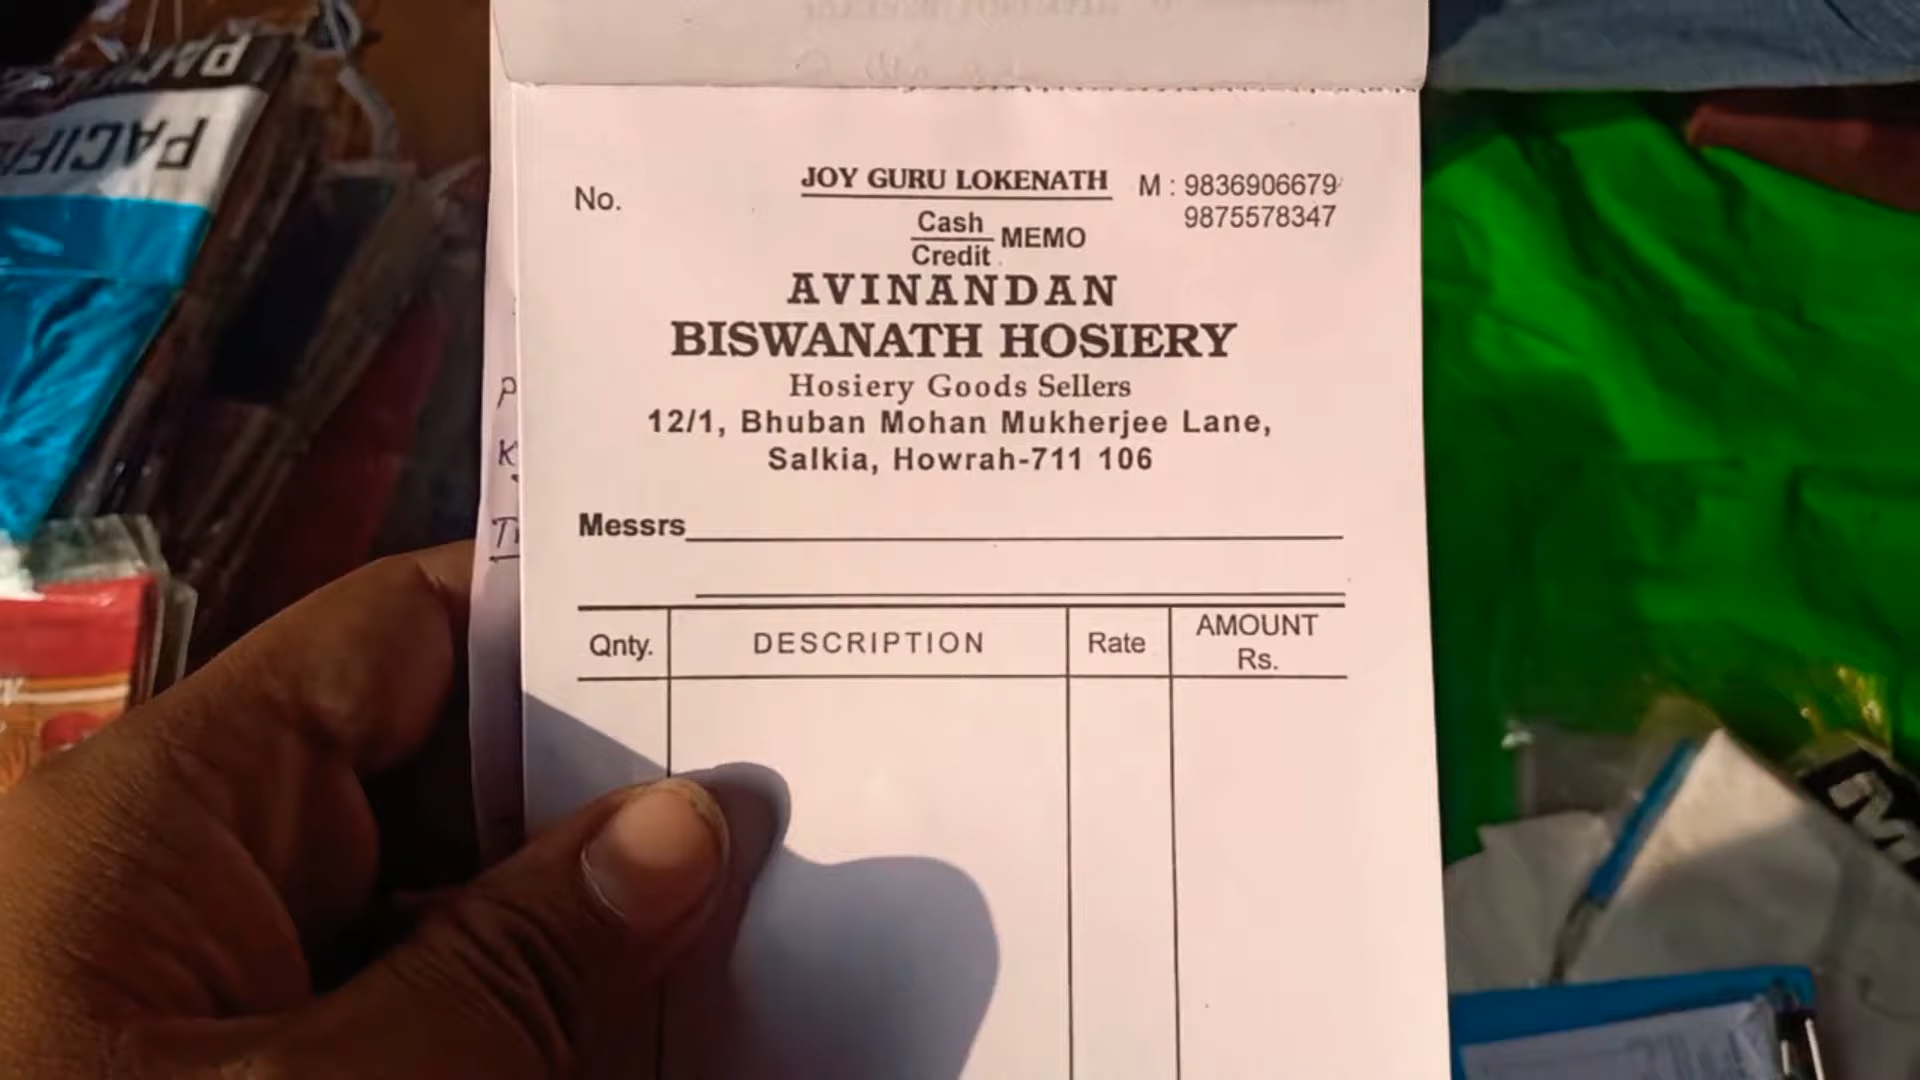 PACIFI
No.
JOY GURU LOKENATH
M : 9836906679
9875578347
Cash
Credit
MEMO
AVINANDAN
BISWANATH HOSIERY
Hosiery Goods Sellers
12/1, Bhuban Mohan Mukherjee Lane,
Salkia, Howrah-711 106
Messrs
Qnty.
DESCRIPTION
Rate
AMOUNT
Rs.